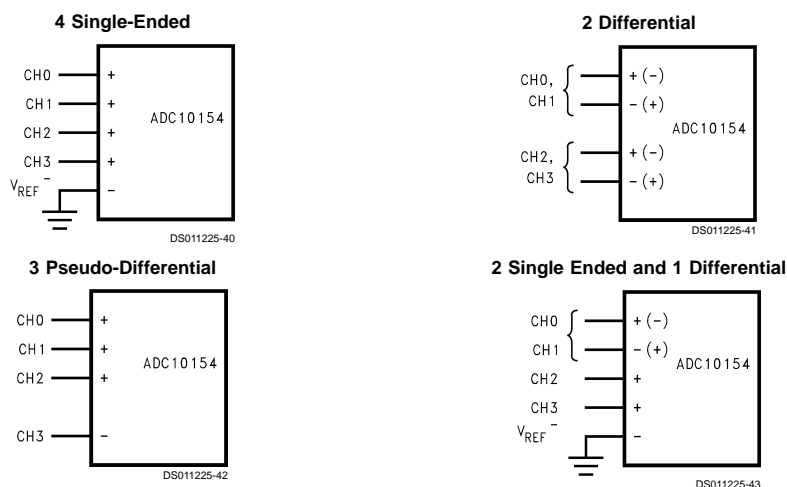 4 Single-Ended
CH0
CH1
CH2
CH3
VREF-
+
+
+
+
-
ADC10154
DS011225-40
2 Differential
CH0,
CH1
CH2,
CH3
+(-)
-(+)
+(-)
-(+)
ADC10154
DS011225-41
3 Pseudo-Differential
CH0
CH1
CH2
CH3
+
+
+
-
ADC10154
DS011225-42
2 Single Ended and 1 Differential
CH0
CH1
CH2
CH3
VREF-
+(-)
-(+)
+
+
-
ADC10154
DS011225-43